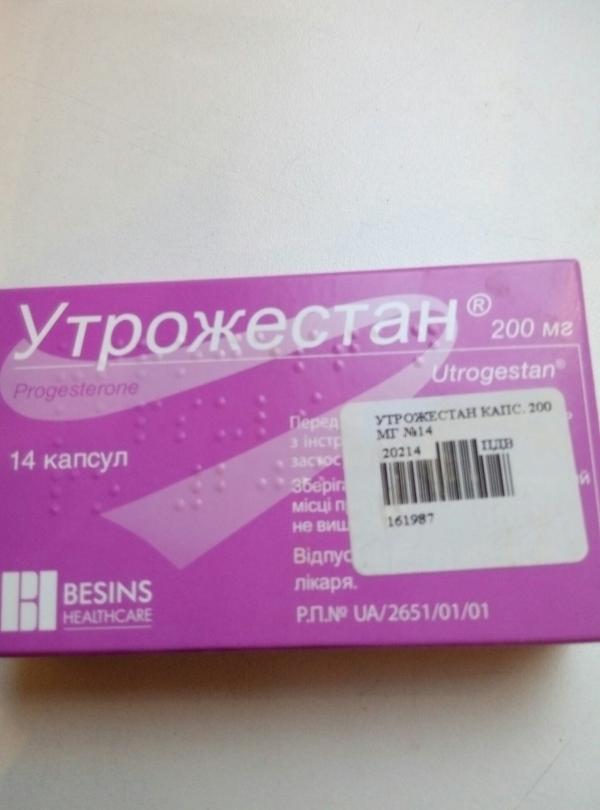 Утрожестан® 200 мг
Progesterone
Utrogestan®
14 капсул
Перед
з інстр
застос
Зберіга
місці п
не вищ
Відпус
лікаря.
Р.П.№ UA/2651/01/01
BESINS
HEALTHCARE
УТРОЖЕСТАН КАПС. 200
МГ №14
20214 ПДВ
161987